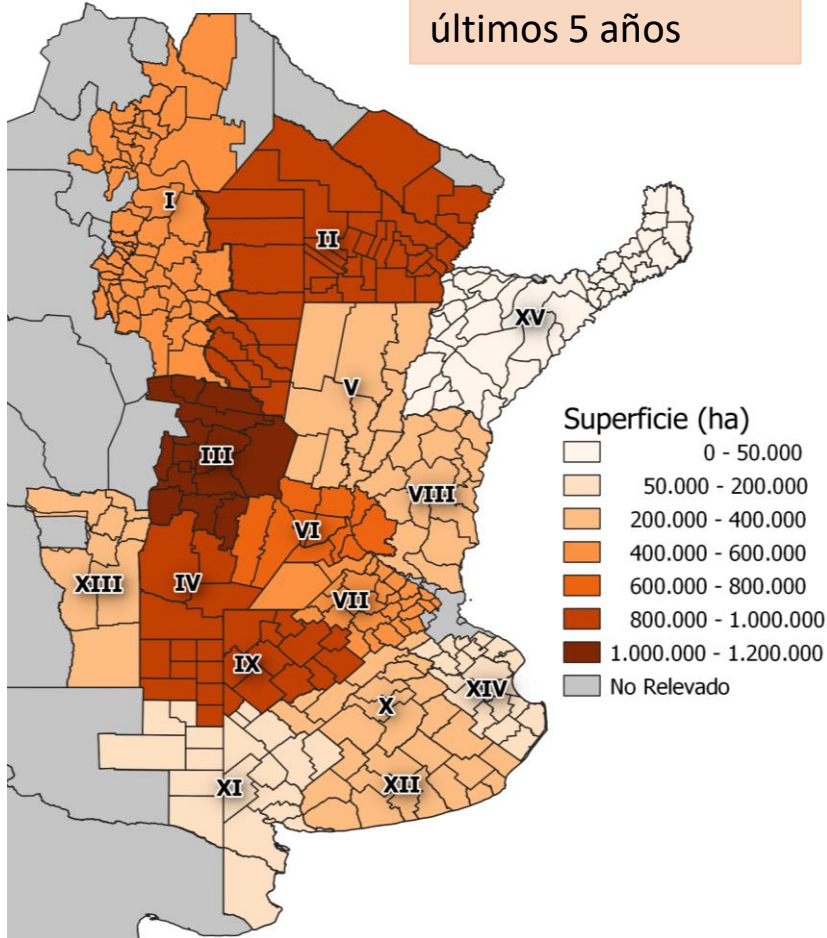 últimos 5 años
I
II
XV
V
III
VIII
VI
XIII
IV
VII
IX
XIV
X
XI
XII
Superficie (ha)
0 - 50.000
50.000 - 200.000
200.000 - 400.000
400.000 - 600.000
600.000 - 800.000
800.000 - 1.000.000
1.000.000 - 1.200.000
No Relevado